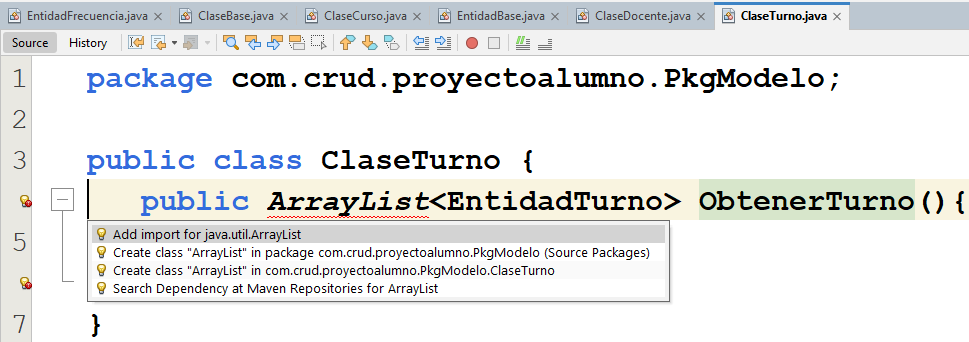 EntidadFrecuencia.java ClaseBase.java ClaseCurso.java EntidadBase.java ClaseDocente.java ClaseTurno.java
Source History
1 package com.crud.proyectoalumno.PkgModelo;
2
3 public class ClaseTurno {
public ArrayList<EntidadTurno> ObtenerTurno(){
5
Add import for java.util.ArrayList
Create class "ArrayList" in package com.crud.proyectoalumno.PkgModelo (Source Packages)
Create class "ArrayList" in com.crud.proyectoalumno.PkgModelo.ClaseTurno
Search Dependency at Maven Repositories for ArrayList
7 }